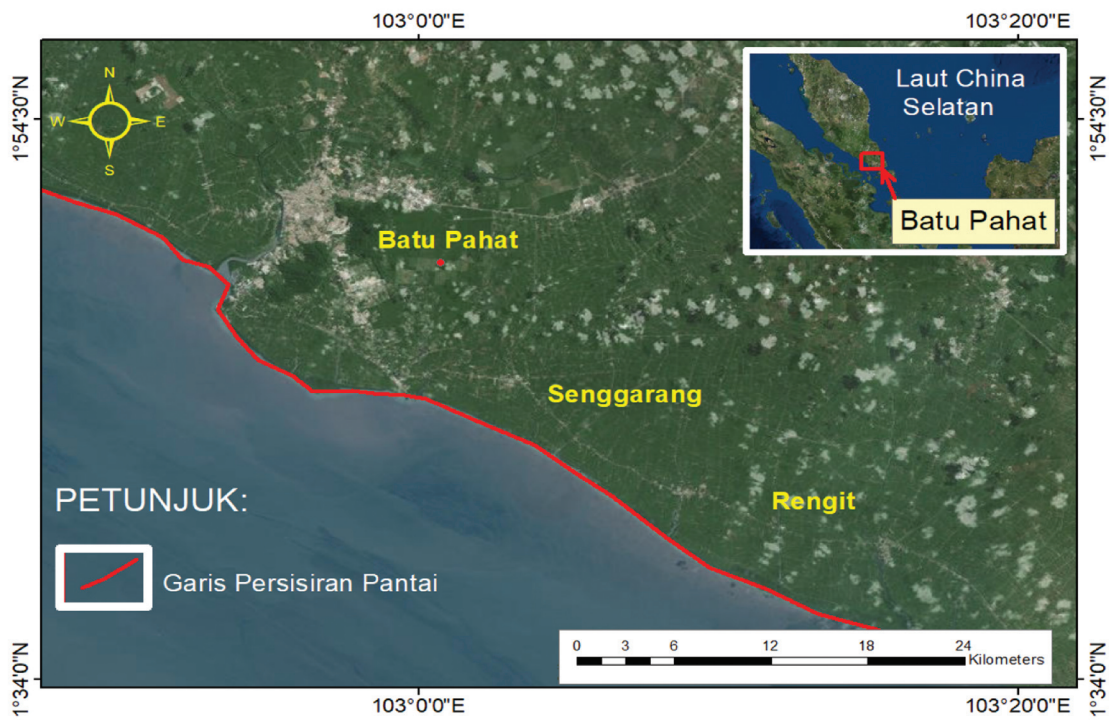 103°0'0"E
103°20'0"E
1°54'30"N
1°54'30"N
N
W
E
S
Laut China
Selatan
Batu Pahat
Batu Pahat
Senggarang
Rengit
PETUNJUK:
Garis Persisiran Pantai
0 3 6 12 18 24
Kilometers
1°34'0"N
1°34'0"N
103°0'0"E
103°20'0"E